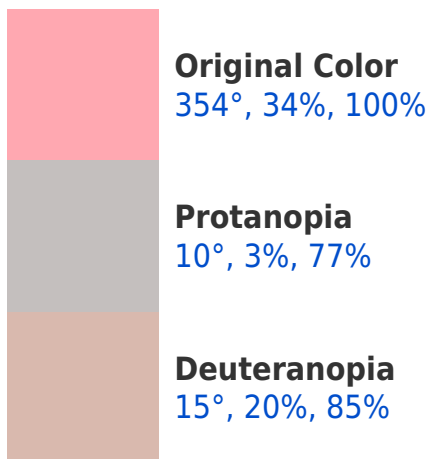 Original Color
354°, 34%, 100%
Protanopia
10°, 3%, 77%
Deuteranopia
15°, 20%, 85%